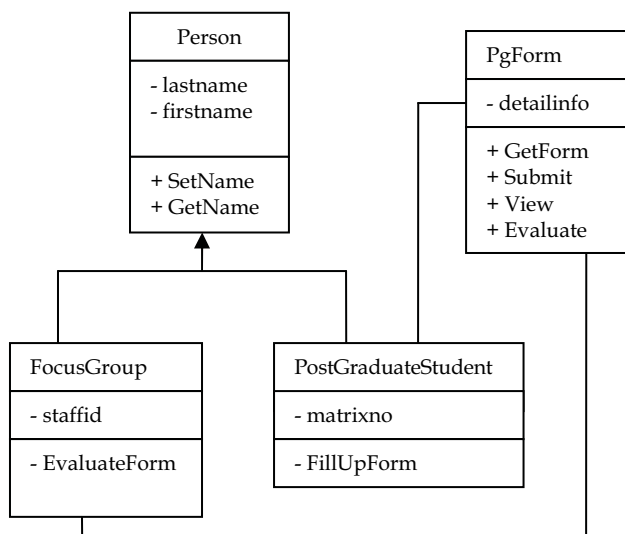 Person
- lastname
- firstname
+ SetName
+ GetName
PgForm
- detailinfo
+ GetForm
+ Submit
+ View
+ Evaluate
FocusGroup
- staffid
- EvaluateForm
PostGraduateStudent
- matrixno
- FillUpForm